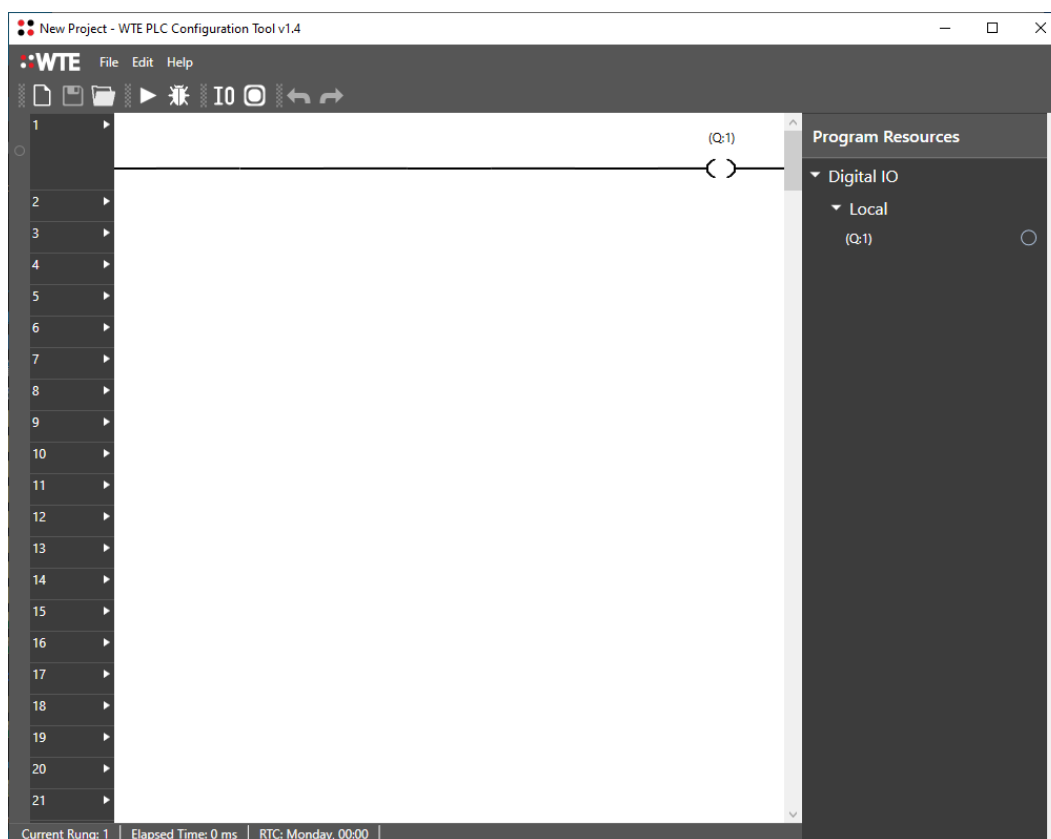 New Project - WTE PLC Configuration Tool v1.4
WTE File Edit Help
IO
1
(Q:1)
2
3
4
5
6
7
8
9
10
11
12
13
14
15
16
17
18
19
20
21
Program Resources
Digital IO
Local
(Q:1)
Current Rung: 1 Elapsed Time: 0 ms RTC: Monday, 00:00